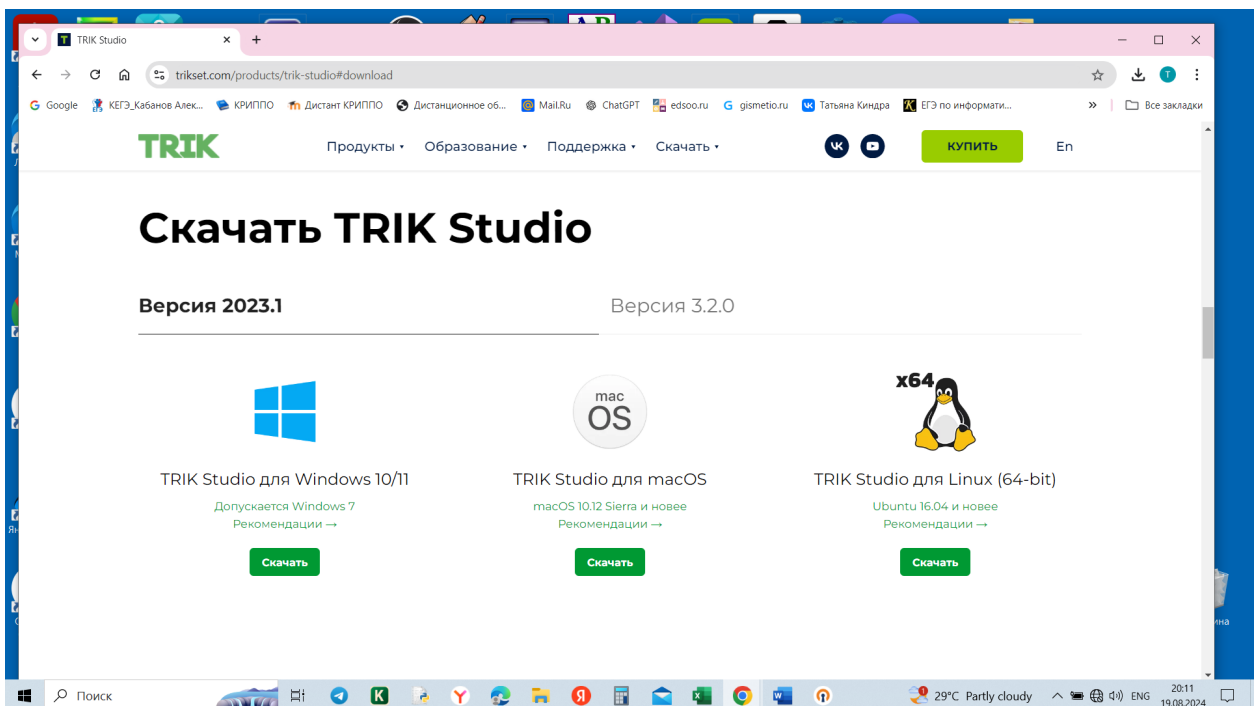 TRIK Studio
trikset.com/products/trik-studio#download
Google КЕГЭ_Кабанов Алек... КРИППО Дистант КРИППО Дистанционное об... Mail.Ru ChatGPT edsoo.ru gismetio.ru Татьяна Киндра ЕГЭ по информати... » Все закладки
TRIK Продукты Образование Поддержка Скачать КУПИТЬ En
Скачать TRIK Studio
Версия 2023.1 Версия 3.2.0
mac
OS
x64
TRIK Studio для Windows 10/11 TRIK Studio для macOS TRIK Studio для Linux (64-bit)
Допускается Windows 7 macOS 10.12 Sierra и новее Ubuntu 16.04 и новее
Рекомендации → Рекомендации → Рекомендации →
Скачать Скачать Скачать
Поиск 29°C Partly cloudy ENG 20:11
19.08.2024